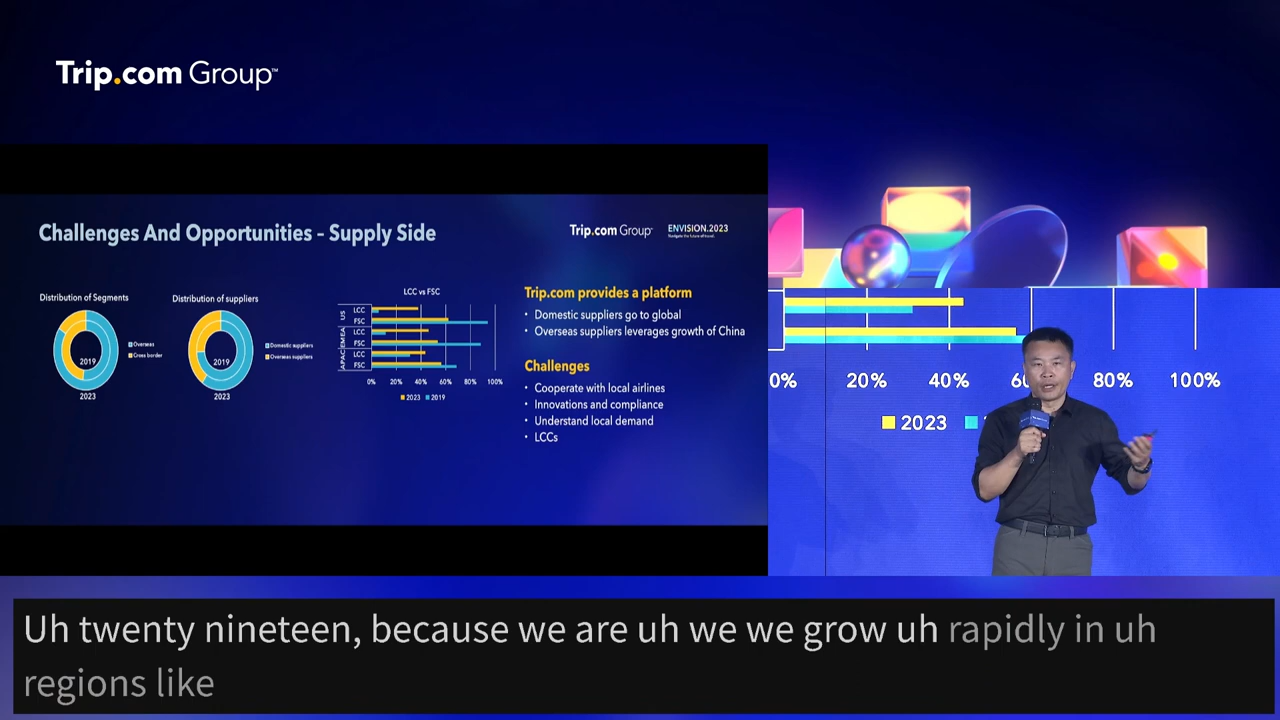 Trip.com Group™
Challenges And Opportunities – Supply Side
Trip.com Group™
ENVISION.2023
Distribution of Segments
2019
2023
Overseas
Cross border
Distribution of suppliers
2019
2023
Domestic suppliers
Overseas suppliers
LCC vs FSC
US
LCC
FSC
EMEA
LCC
FSC
APAC
LCC
FSC
0% 20% 40% 60% 80% 100%
2023 2019
Trip.com provides a platform
• Domestic suppliers go to global
• Overseas suppliers leverages growth of China
Challenges
• Cooperate with local airlines
• Innovations and compliance
• Understand local demand
• LCCs
0% 20% 40% 80% 100%
2023
Uh twenty nineteen, because we are uh we we grow uh rapidly in uh
regions like